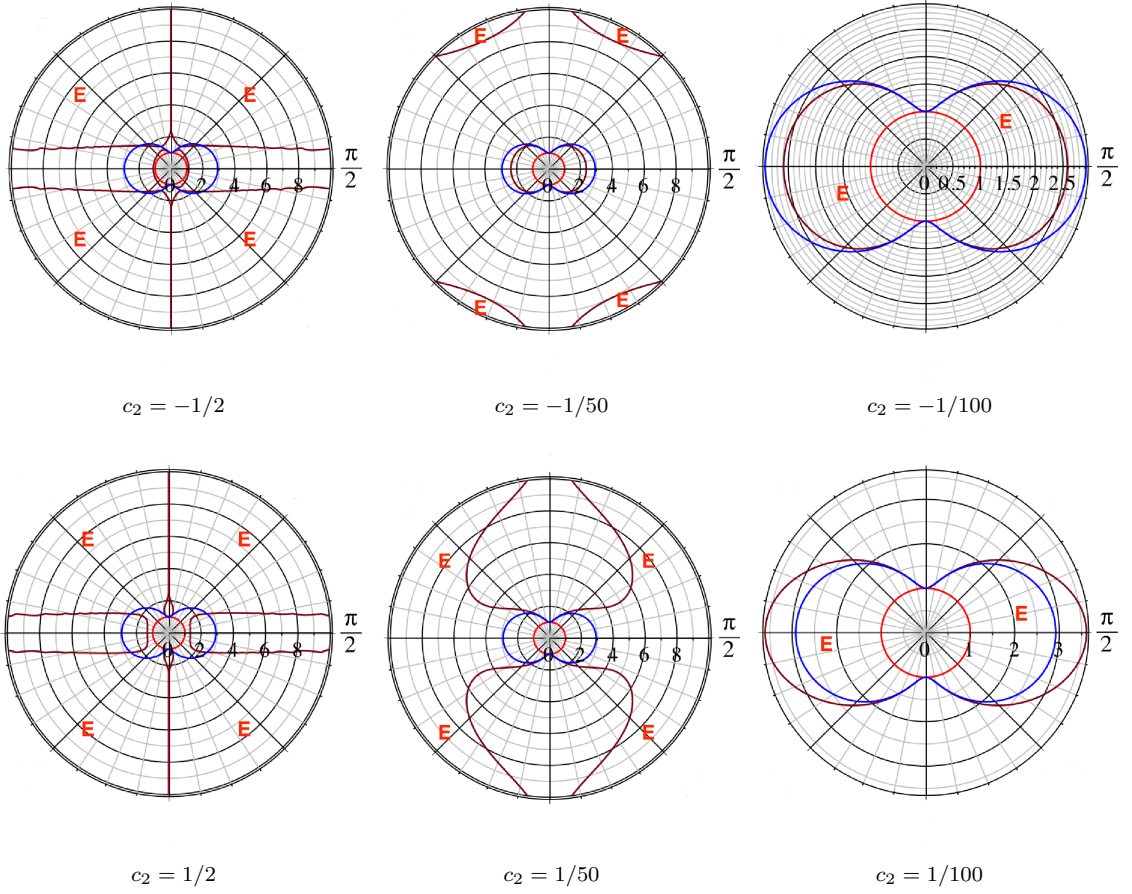 E E E E
π/2
0 2 4 6 8
c₂ = −1/2
E E E E
π/2
0 2 4 6 8
c₂ = −1/50
E E
π/2
0 0.5 1 1.5 2 2.5
c₂ = −1/100
E E E E
π/2
0 2 4 6 8
c₂ = 1/2
E E E E
π/2
0 2 4 6 8
c₂ = 1/50
E E
π/2
0 1 2 3
c₂ = 1/100